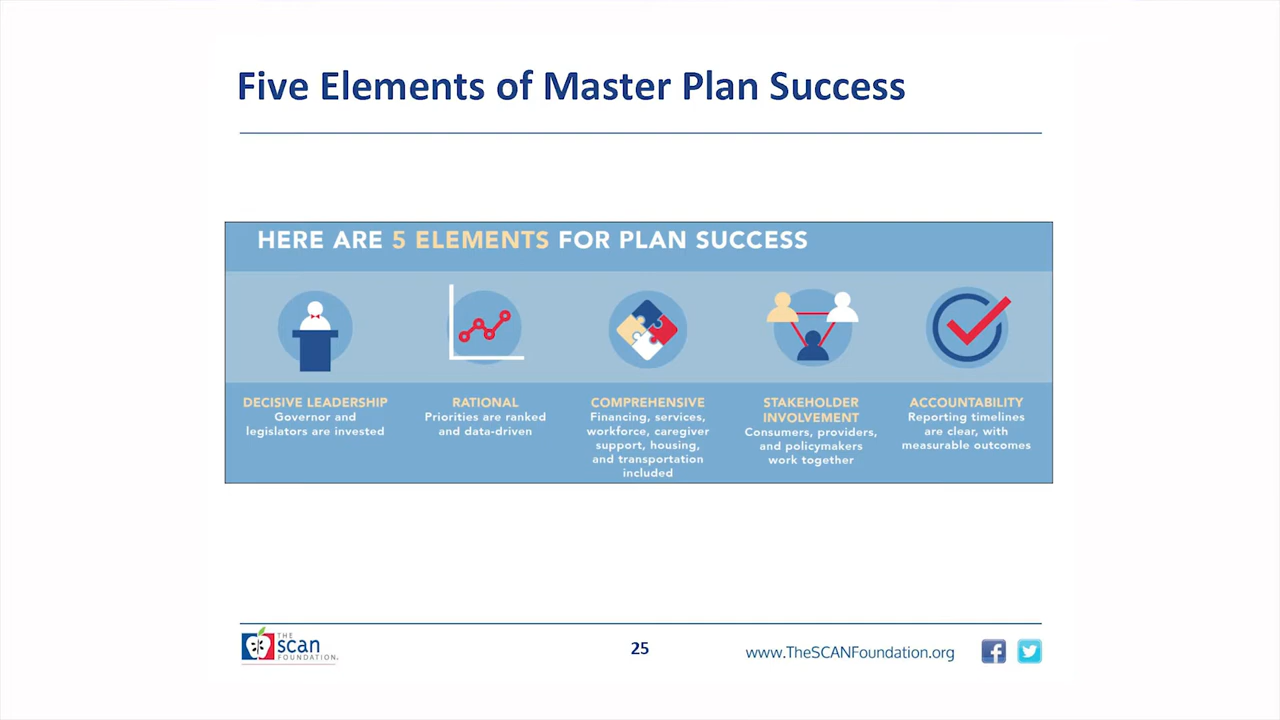 Five Elements of Master Plan Success
HERE ARE 5 ELEMENTS FOR PLAN SUCCESS
DECISIVE LEADERSHIP
Governor and
legislators are invested
RATIONAL
Priorities are ranked
and data-driven
COMPREHENSIVE
Financing, services,
workforce, caregiver
support, housing,
and transportation
included
STAKEHOLDER
INVOLVEMENT
Consumers, providers,
and policymakers
work together
ACCOUNTABILITY
Reporting timelines
are clear, with
measurable outcomes
THE
scan
FOUNDATION.
25
www.TheSCANFoundation.org